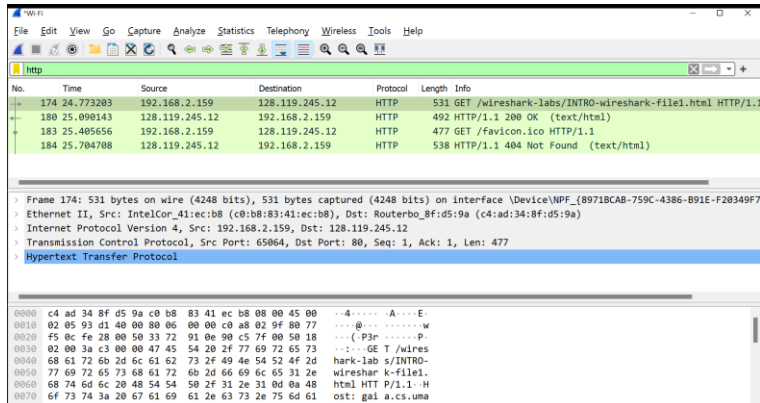 *Wi-Fi
File Edit View Go Capture Analyze Statistics Telephony Wireless Tools Help
http
No. Time Source Destination Protocol Length Info
174 24.773203 192.168.2.159 128.119.245.12 HTTP 531 GET /wireshark-labs/INTRO-wireshark-file1.html HTTP/1.1
180 25.090143 128.119.245.12 192.168.2.159 HTTP 492 HTTP/1.1 200 OK (text/html)
183 25.405656 192.168.2.159 128.119.245.12 HTTP 477 GET /favicon.ico HTTP/1.1
184 25.704708 128.119.245.12 192.168.2.159 HTTP 538 HTTP/1.1 404 Not Found (text/html)
> Frame 174: 531 bytes on wire (4248 bits), 531 bytes captured (4248 bits) on interface \Device\NPF_{8971BCAB-759C-4386-B91E-F20349F7
> Ethernet II, Src: IntelCor_41:ec:b8 (c0:b8:83:41:ec:b8), Dst: Routerbo_8f:d5:9a (c4:ad:34:8f:d5:9a)
> Internet Protocol Version 4, Src: 192.168.2.159, Dst: 128.119.245.12
> Transmission Control Protocol, Src Port: 65064, Dst Port: 80, Seq: 1, Ack: 1, Len: 477
> Hypertext Transfer Protocol
0000 c4 ad 34 8f d5 9a c0 b8 83 41 ec b8 08 00 45 00 ··4····· ·A····E·
0010 02 05 93 d1 40 00 80 06 00 00 c0 a8 02 9f 80 77 ····@··· ·······w
0020 f5 0c fe 28 00 50 33 72 91 0e 90 c5 7f 00 50 18 ···(·P3r ······P·
0030 02 00 3a c3 00 00 47 45 54 20 2f 77 69 72 65 73 ··:···GE T /wires
0040 68 61 72 6b 2d 6c 61 62 73 2f 49 4e 54 52 4f 2d hark-lab s/INTRO-
0050 77 69 72 65 73 68 61 72 6b 2d 66 69 6c 65 31 2e wireshar k-file1.
0060 68 74 6d 6c 20 48 54 54 50 2f 31 2e 31 0d 0a 48 html HTT P/1.1··H
0070 6f 73 74 3a 20 67 61 69 61 2e 63 73 2e 75 6d 61 ost: gai a.cs.uma